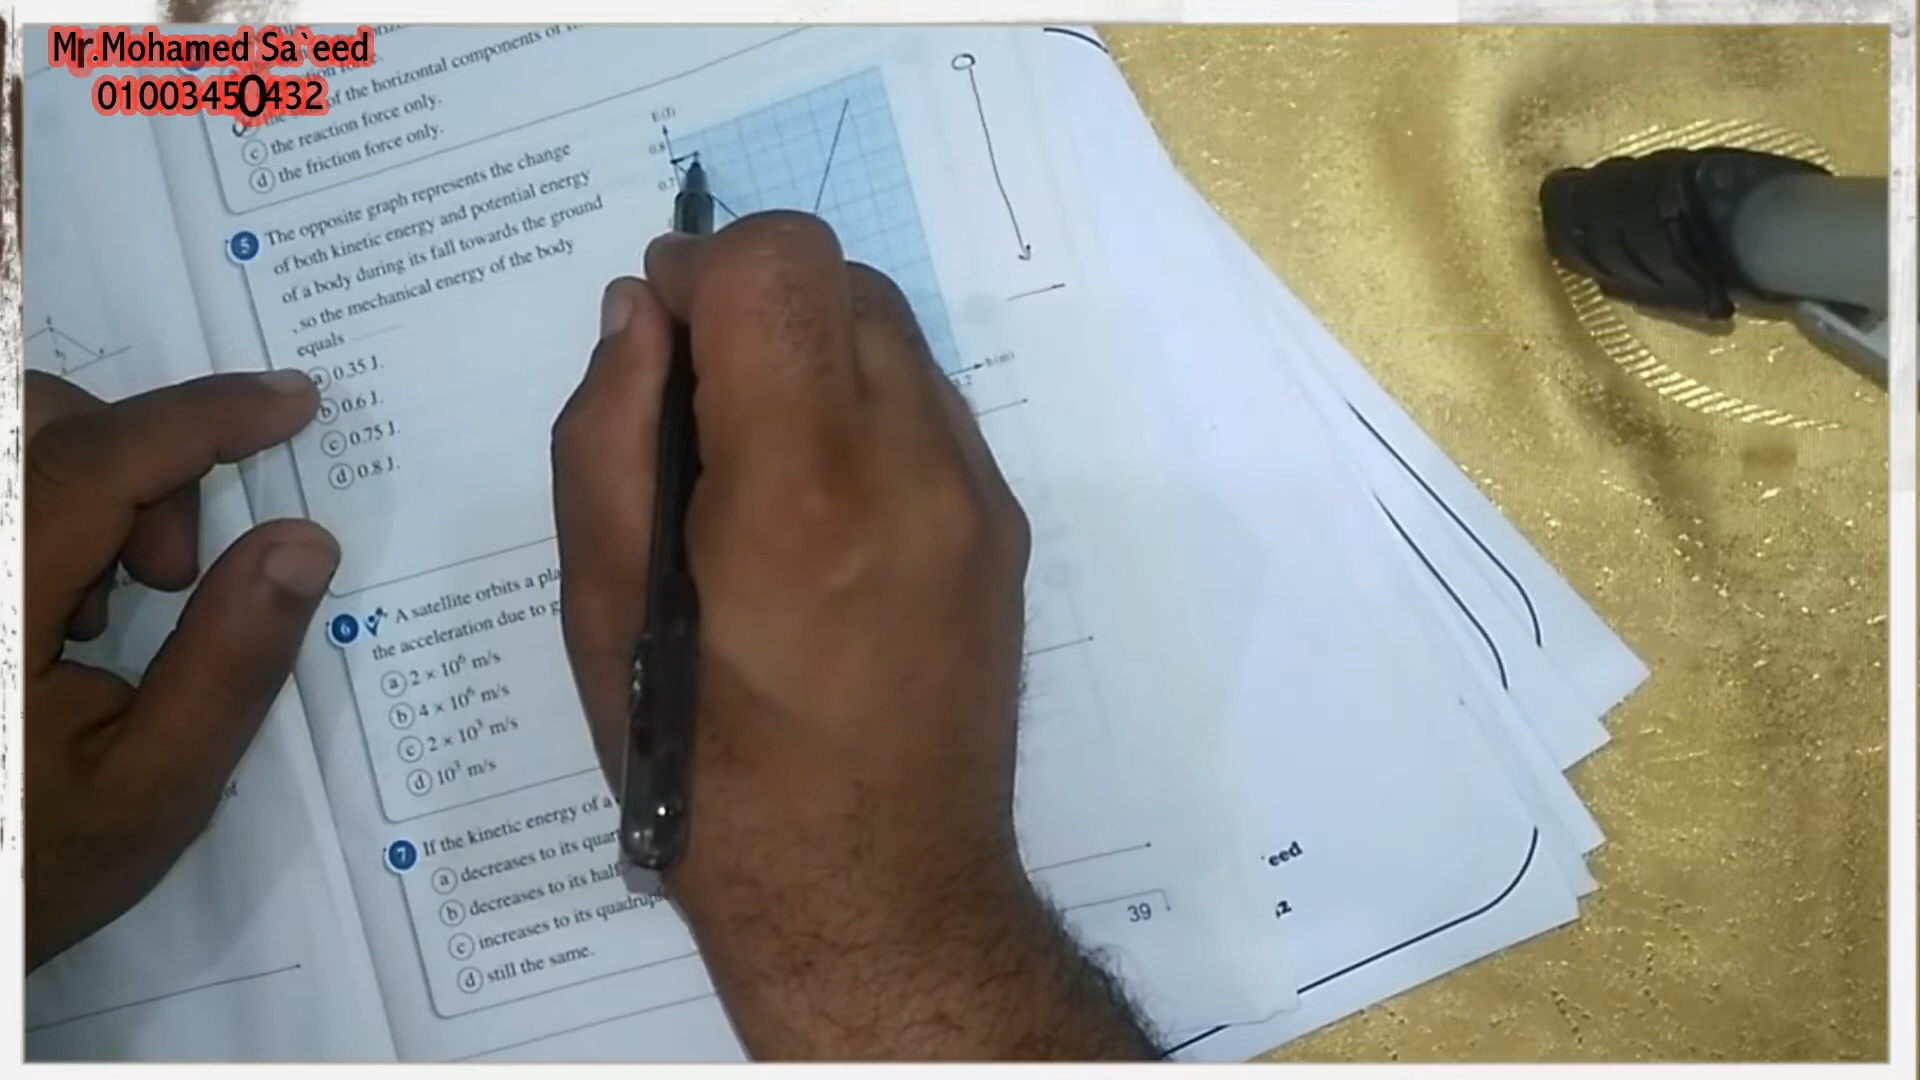 Mr.Mohamed Sa`eed
01003450432
of the horizontal components of
c the reaction force only.
d the friction force only.
5 The opposite graph represents the change
of both kinetic energy and potential energy
of a body during its fall towards the ground
, so the mechanical energy of the body
equals
a 0.35 J.
b 0.6 J.
c 0.75 J.
d 0.8 J.
E (J)
0.8
0.7
h (m)
6 A satellite orbits a
the acceleration due to
a 2 × 10⁶ m/s
b 4 × 10⁶ m/s
c 2 × 10³ m/s
d 10³ m/s
7 If the kinetic energy of a
a decreases to its
b decreases to its half
c increases to its
d still the same.
39
eed